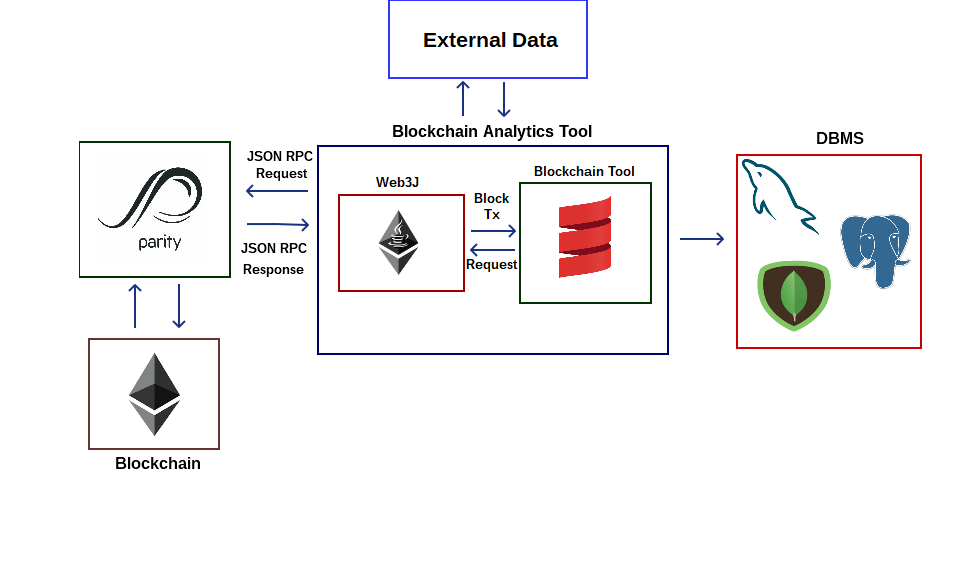 External Data
Blockchain Analytics Tool
DBMS
JSON RPC
Request
Blockchain Tool
Web3J
Block
Tx
parity
JSON RPC
Response
Request
Blockchain